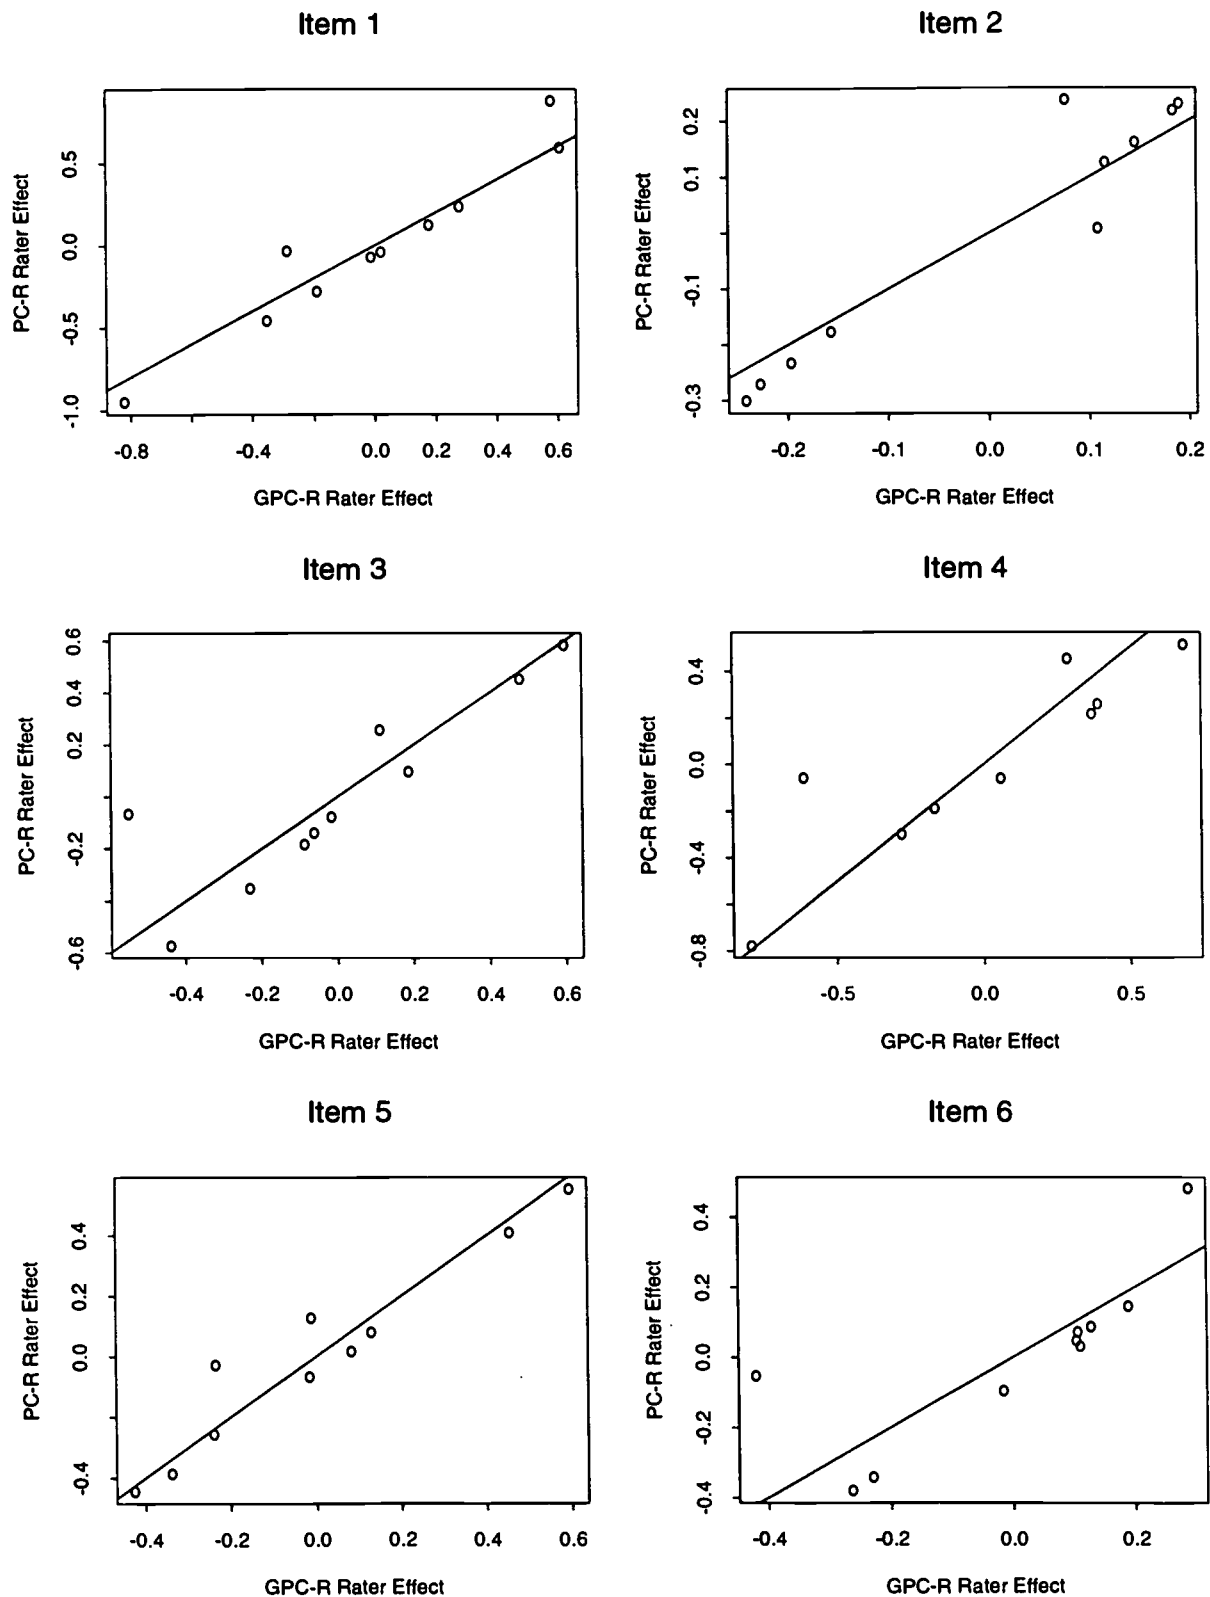 Item 1
PC-R Rater Effect
0.5
0.0
-0.5
-1.0
-0.8 -0.4 0.0 0.2 0.4 0.6
GPC-R Rater Effect
Item 2
PC-R Rater Effect
0.2
0.1
-0.1
-0.3
-0.2 -0.1 0.0 0.1 0.2
GPC-R Rater Effect
Item 3
PC-R Rater Effect
0.6
0.4
0.2
-0.2
-0.6
-0.4 -0.2 0.0 0.2 0.4 0.6
GPC-R Rater Effect
Item 4
PC-R Rater Effect
0.4
0.0
-0.4
-0.8
-0.5 0.0 0.5
GPC-R Rater Effect
Item 5
PC-R Rater Effect
0.4
0.2
0.0
-0.4
-0.4 -0.2 0.0 0.2 0.4 0.6
GPC-R Rater Effect
Item 6
PC-R Rater Effect
0.4
0.2
0.0
-0.2
-0.4
-0.4 -0.2 0.0 0.2
GPC-R Rater Effect